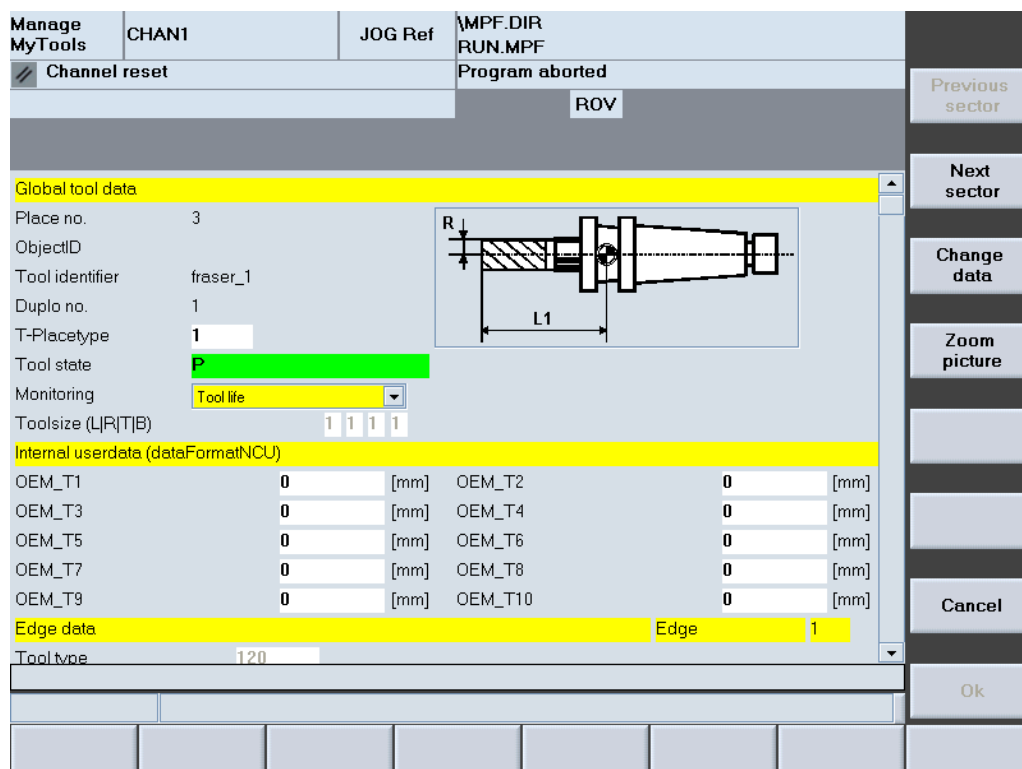 Manage MyTools CHAN1 JOG Ref \MPF.DIR
RUN.MPF
Channel reset Program aborted
ROV
Previous sector
Next sector
Change data
Zoom picture
Cancel
Ok
Global tool data
Place no. 3
ObjectID
Tool identifier fraser_1
Duplo no. 1
T-Placetype 1
Tool state P
Monitoring Tool life
Toolsize (L|R|T|B) 1 1 1 1
R
L1
Internal userdata (dataFormatNCU)
OEM_T1 0 [mm] OEM_T2 0 [mm]
OEM_T3 0 [mm] OEM_T4 0 [mm]
OEM_T5 0 [mm] OEM_T6 0 [mm]
OEM_T7 0 [mm] OEM_T8 0 [mm]
OEM_T9 0 [mm] OEM_T10 0 [mm]
Edge data Edge 1
Tool type 120